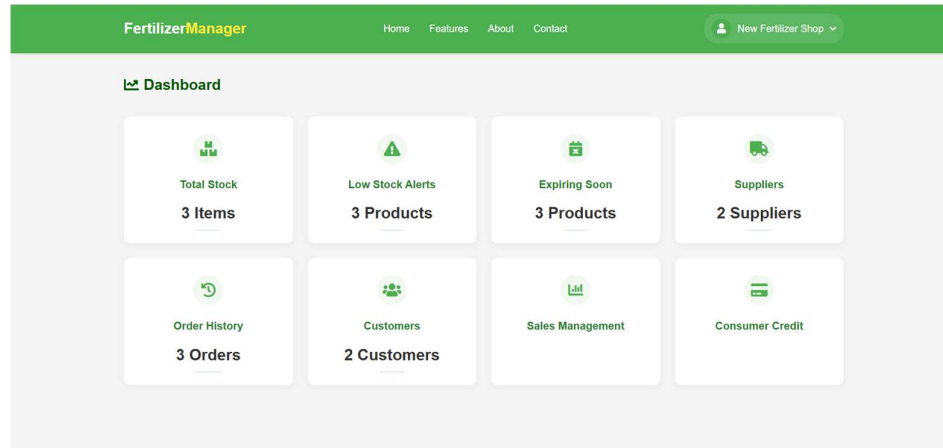 FertilizerManager
Home Features About Contact
New Fertilizer Shop
Dashboard
Total Stock
3 Items
Low Stock Alerts
3 Products
Expiring Soon
3 Products
Suppliers
2 Suppliers
Order History
3 Orders
Customers
2 Customers
Sales Management
Consumer Credit